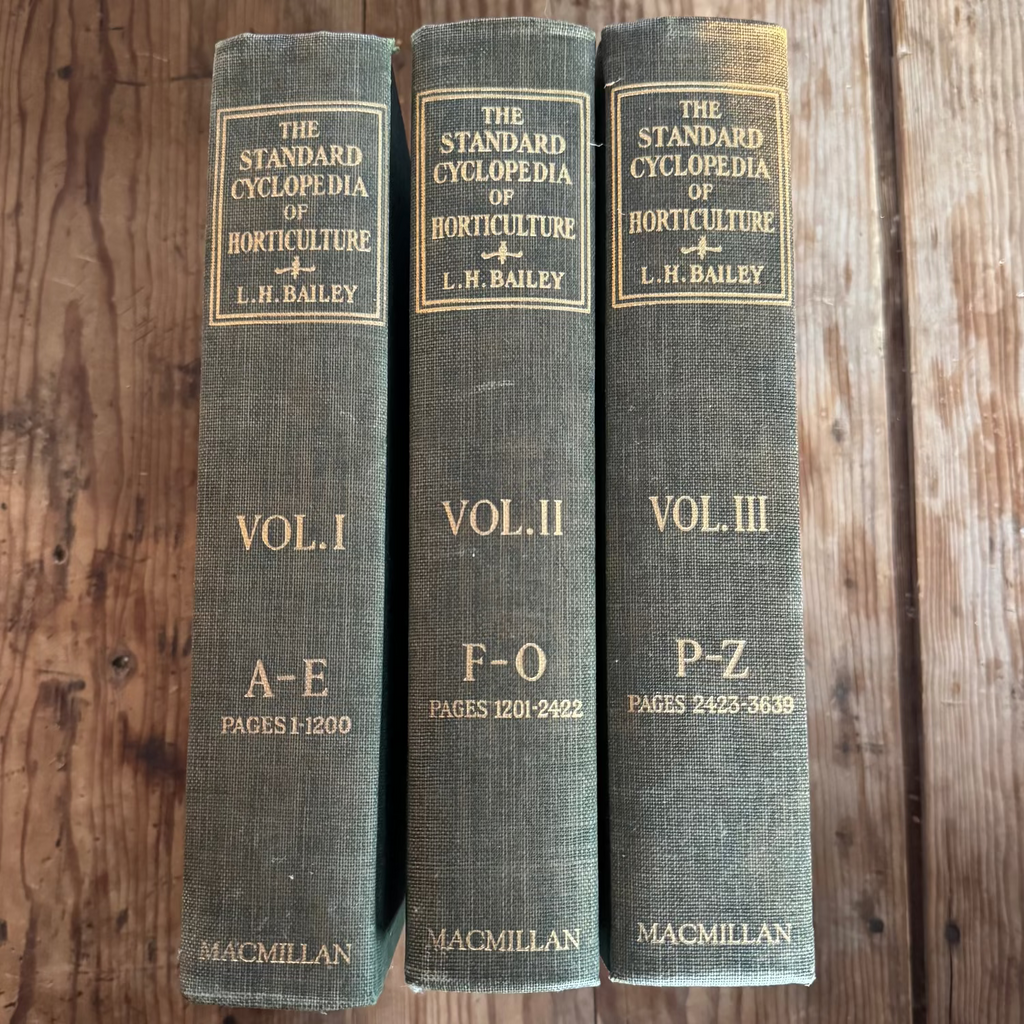 THE
STANDARD
CYCLOPEDIA
OF
HORTICULTURE
L.H. BAILEY
VOL. I
A-E
PAGES 1-1200
MACMILLAN
THE
STANDARD
CYCLOPEDIA
OF
HORTICULTURE
L.H. BAILEY
VOL. II
F-O
PAGES 1201-2422
MACMILLAN
THE
STANDARD
CYCLOPEDIA
OF
HORTICULTURE
L.H. BAILEY
VOL. III
P-Z
PAGES 2423-3639
MACMILLAN